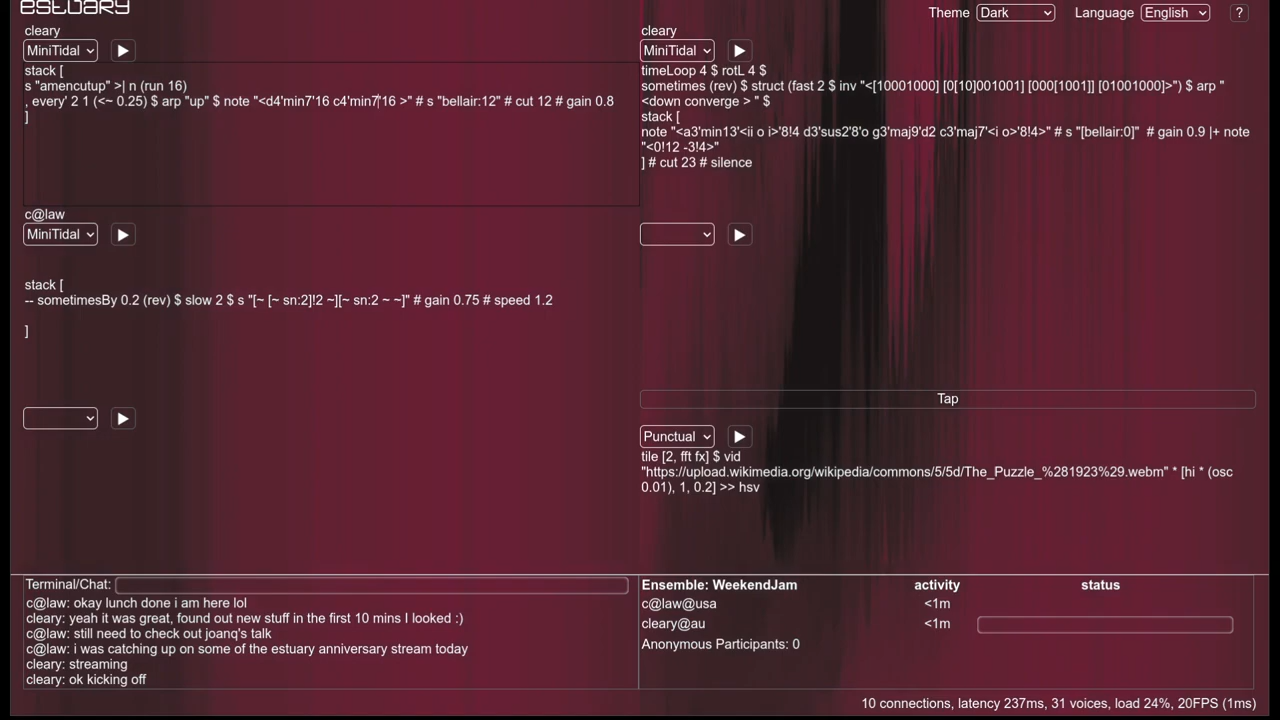 estuary
Theme Dark Language English ?
cleary
MiniTidal
stack [
s "amencutup" >| n (run 16)
, every' 2 1 (<~ 0.25) $ arp "up" $ note "<d4'min7'16 c4'min7'16 >" # s "bellair:12" # cut 12 # gain 0.8
]
cleary
MiniTidal
timeLoop 4 $ rotL 4 $
sometimes (rev) $ struct (fast 2 $ inv "<[10001000] [0[10]001001] [000[1001]] [01001000]>") $ arp "
<down converge > " $
stack [
note "<a3'min13'<ii o i>'8!4 d3'sus2'8'o g3'maj9'd2 c3'maj7'<i o>'8!4>" # s "[bellair:0]"  # gain 0.9 |+ note
"<0!12 -3!4>"
] # cut 23 # silence
c@law
MiniTidal
stack [
-- sometimesBy 0.2 (rev) $ slow 2 $ s "[~ [~ sn:2]!2 ~][~ sn:2 ~ ~]" # gain 0.75 # speed 1.2
]
Tap
Punctual
tile [2, fft fx] $ vid
"https://upload.wikimedia.org/wikipedia/commons/5/5d/The_Puzzle_%281923%29.webm" * [hi * (osc
0.01), 1, 0.2] >> hsv
Terminal/Chat:
c@law: okay lunch done i am here lol
cleary: yeah it was great, found out new stuff in the first 10 mins I looked :)
c@law: still need to check out joanq's talk
c@law: i was catching up on some of the estuary anniversary stream today
cleary: streaming
cleary: ok kicking off
Ensemble: WeekendJam activity status
c@law@usa <1m
cleary@au <1m
Anonymous Participants: 0
10 connections, latency 237ms, 31 voices, load 24%, 20FPS (1ms)